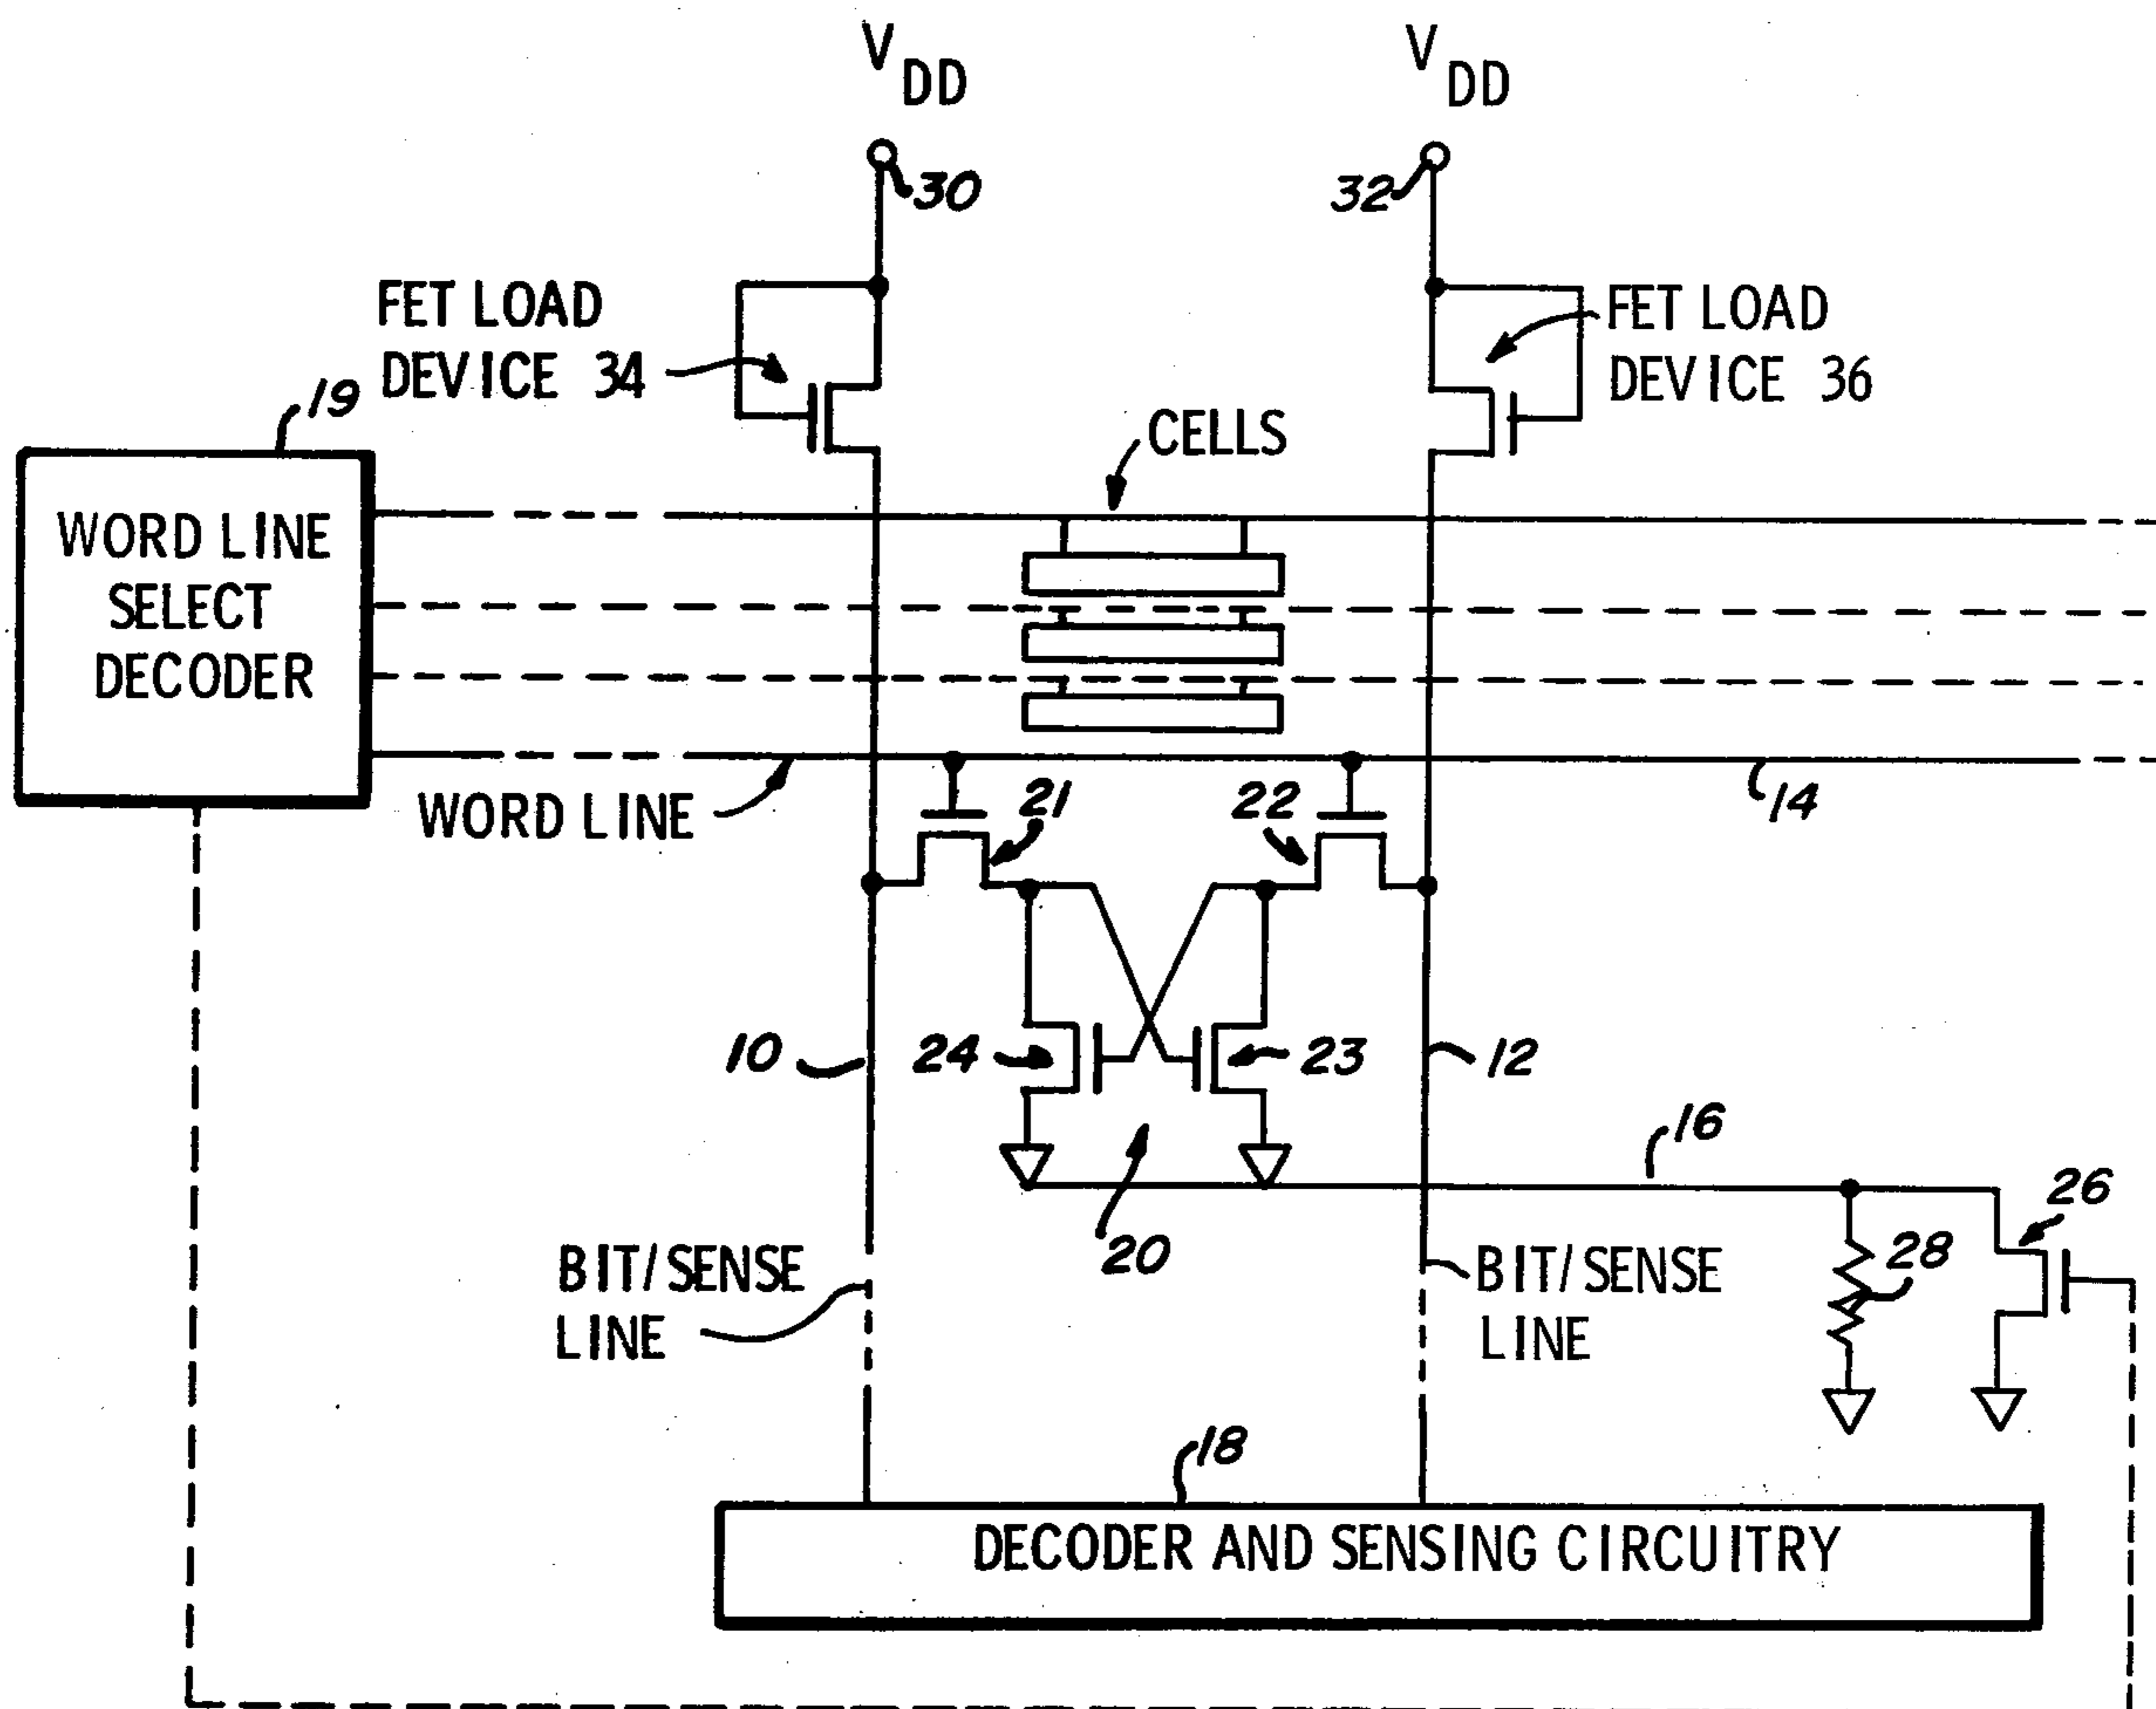 V DD
V DD
30
32
FET LOAD
DEVICE 34
FET LOAD
DEVICE 36
19
CELLS
WORD LINE
SELECT
DECODER
WORD LINE
21
22
14
10
24
23
12
16
26
20
28
BIT/SENSE
LINE
BIT/SENSE
LINE
18
DECODER AND SENSING CIRCUITRY